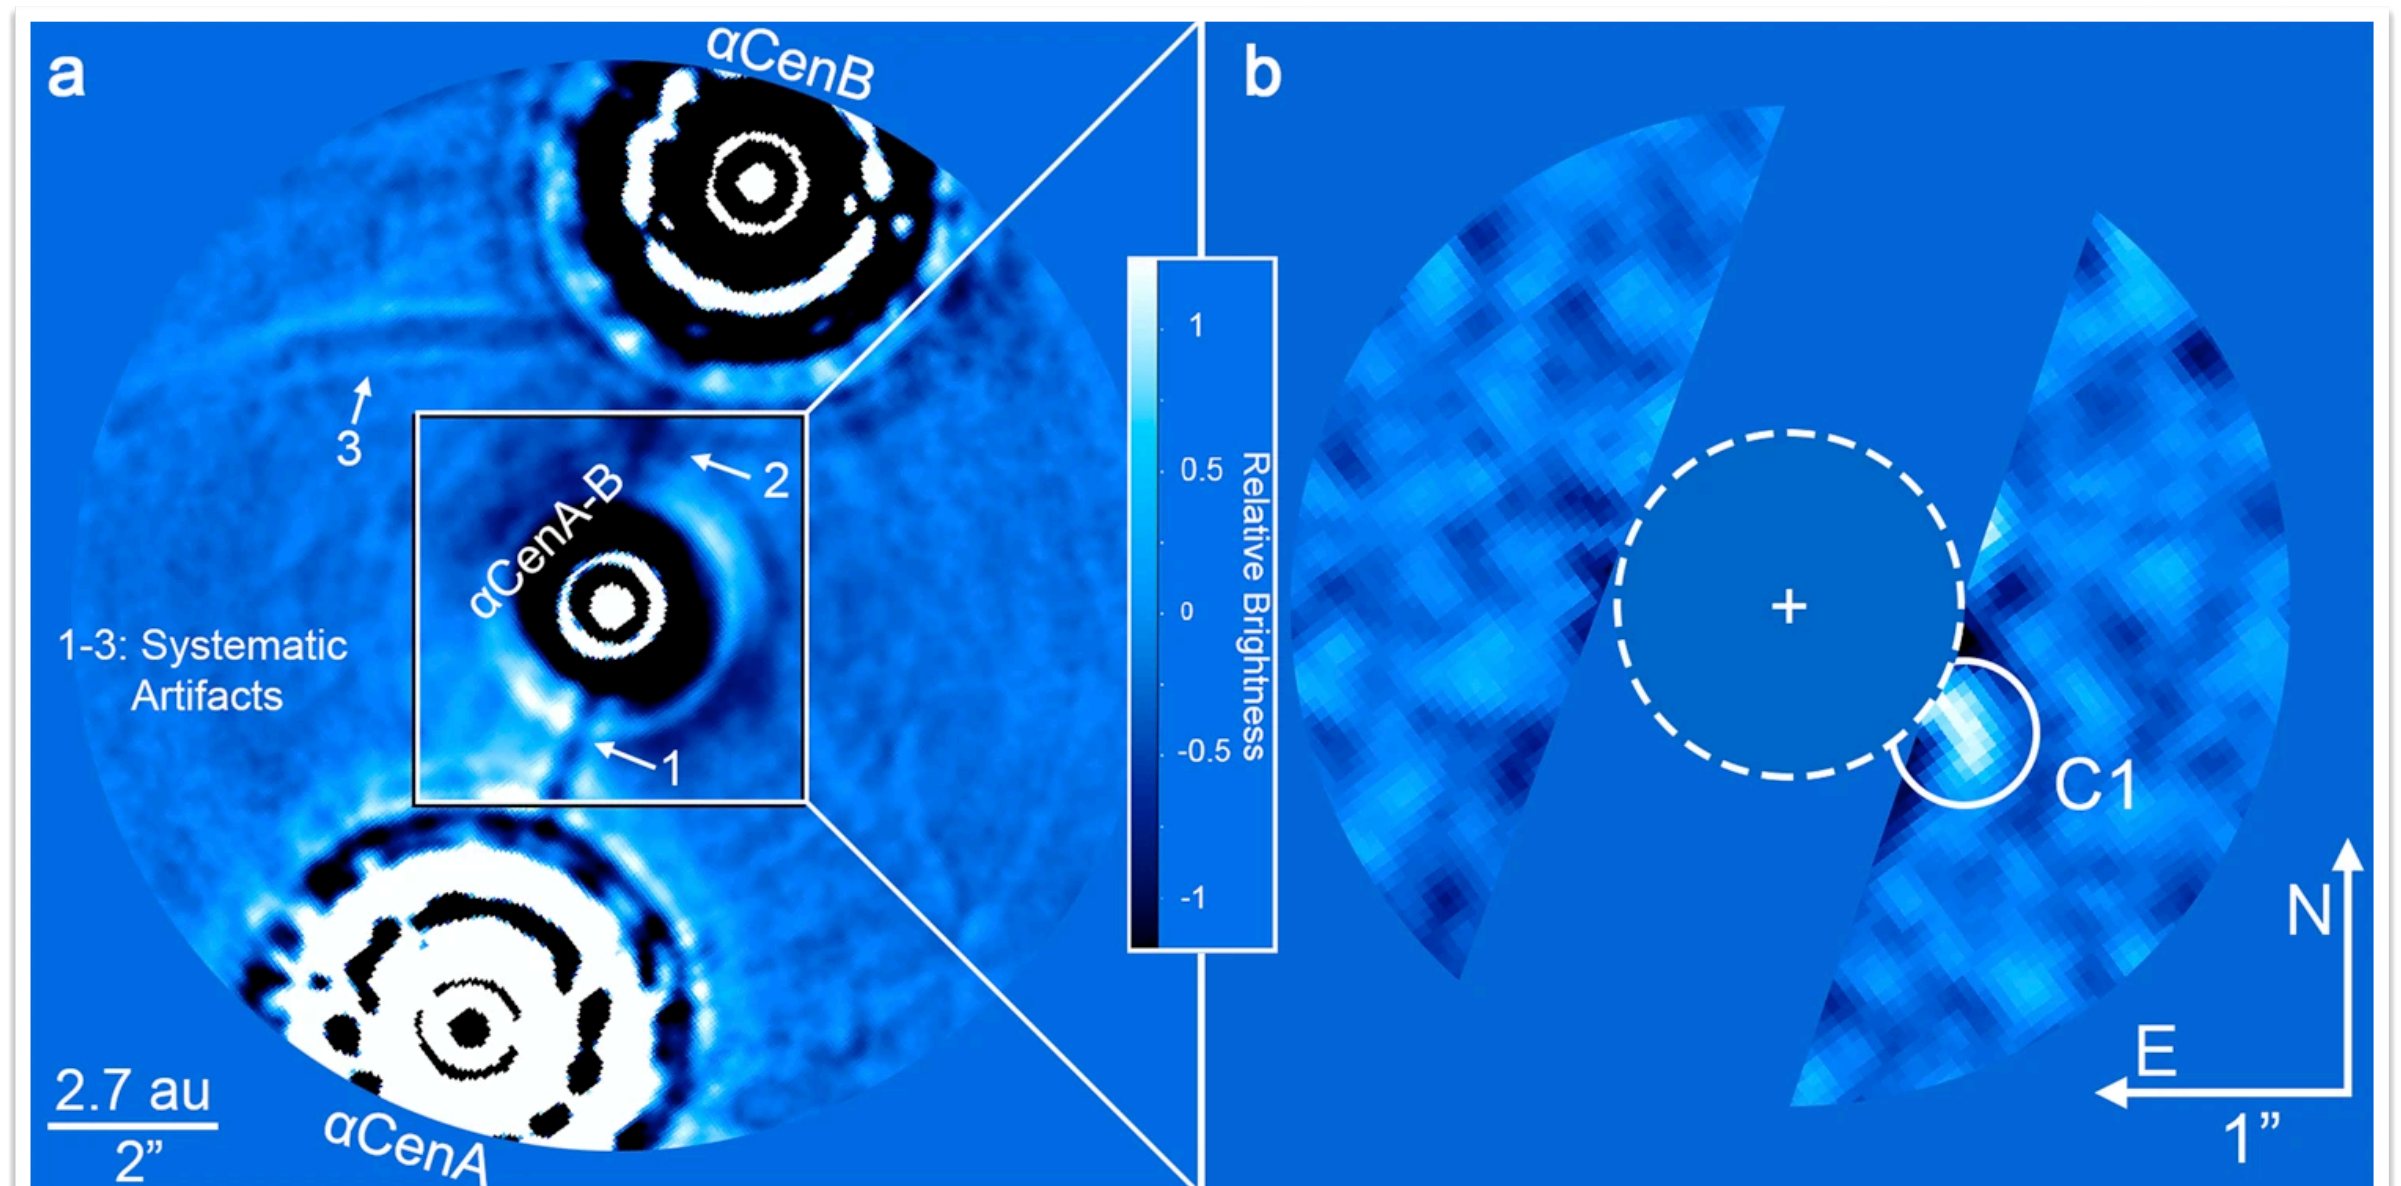 a
αCenB
3
2
αCenA-B
1-3: Systematic
Artifacts
1
2.7 au
2”
αCenA
1
0.5
0
-0.5
-1
Relative Brightness
b
C1
N
E
1”